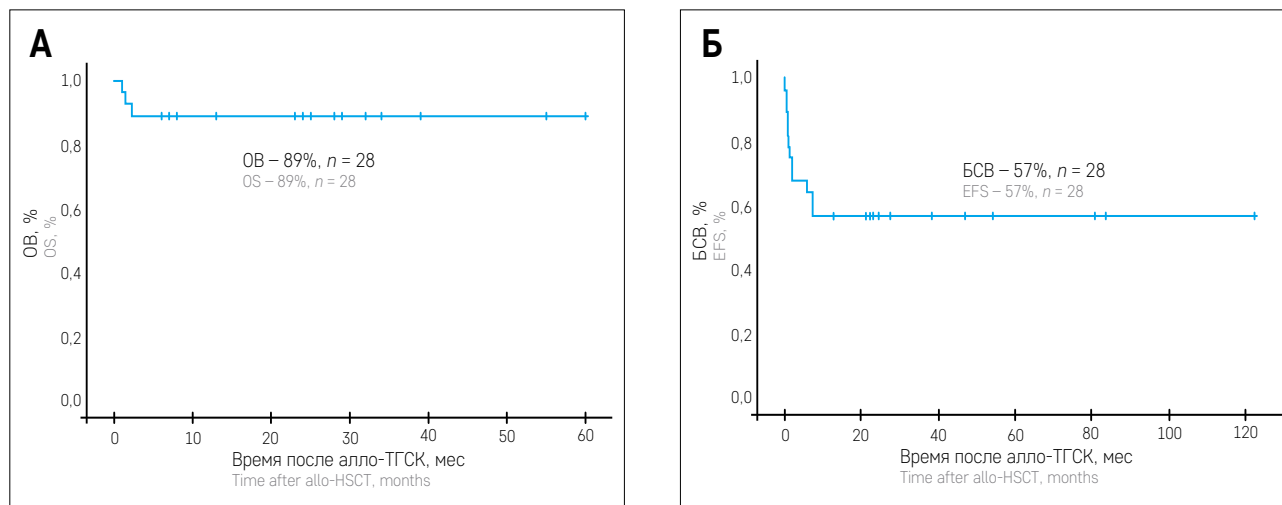 А
1,0
0,8
0,6
0,4
0,2
0,0
ОВ, %
OS, %
ОВ – 89%, n = 28
OS – 89%, n = 28
0 10 20 30 40 50 60
Время после алло-ТГСК, мес
Time after allo-HSCT, months
Б
1,0
0,8
0,6
0,4
0,2
0,0
БСВ, %
EFS, %
БСВ – 57%, n = 28
EFS – 57%, n = 28
0 20 40 60 80 100 120
Время после алло-ТГСК, мес
Time after allo-HSCT, months